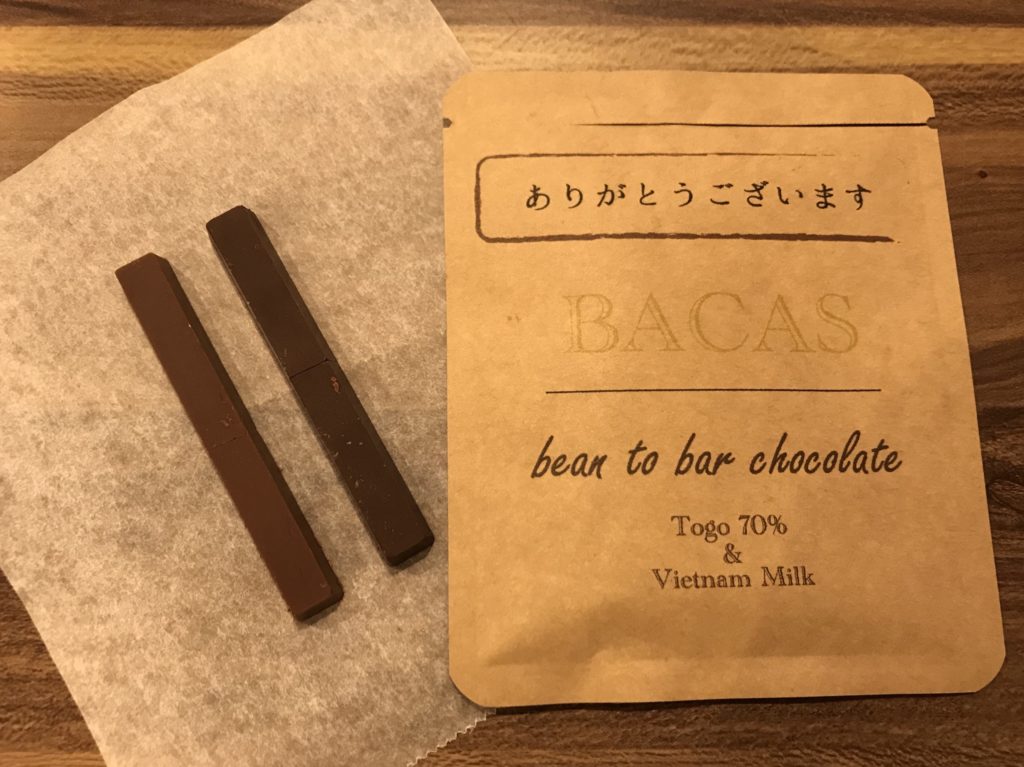 ありがとうございます
BACAS
bean to bar chocolate
Togo 70%
&
Vietnam Milk